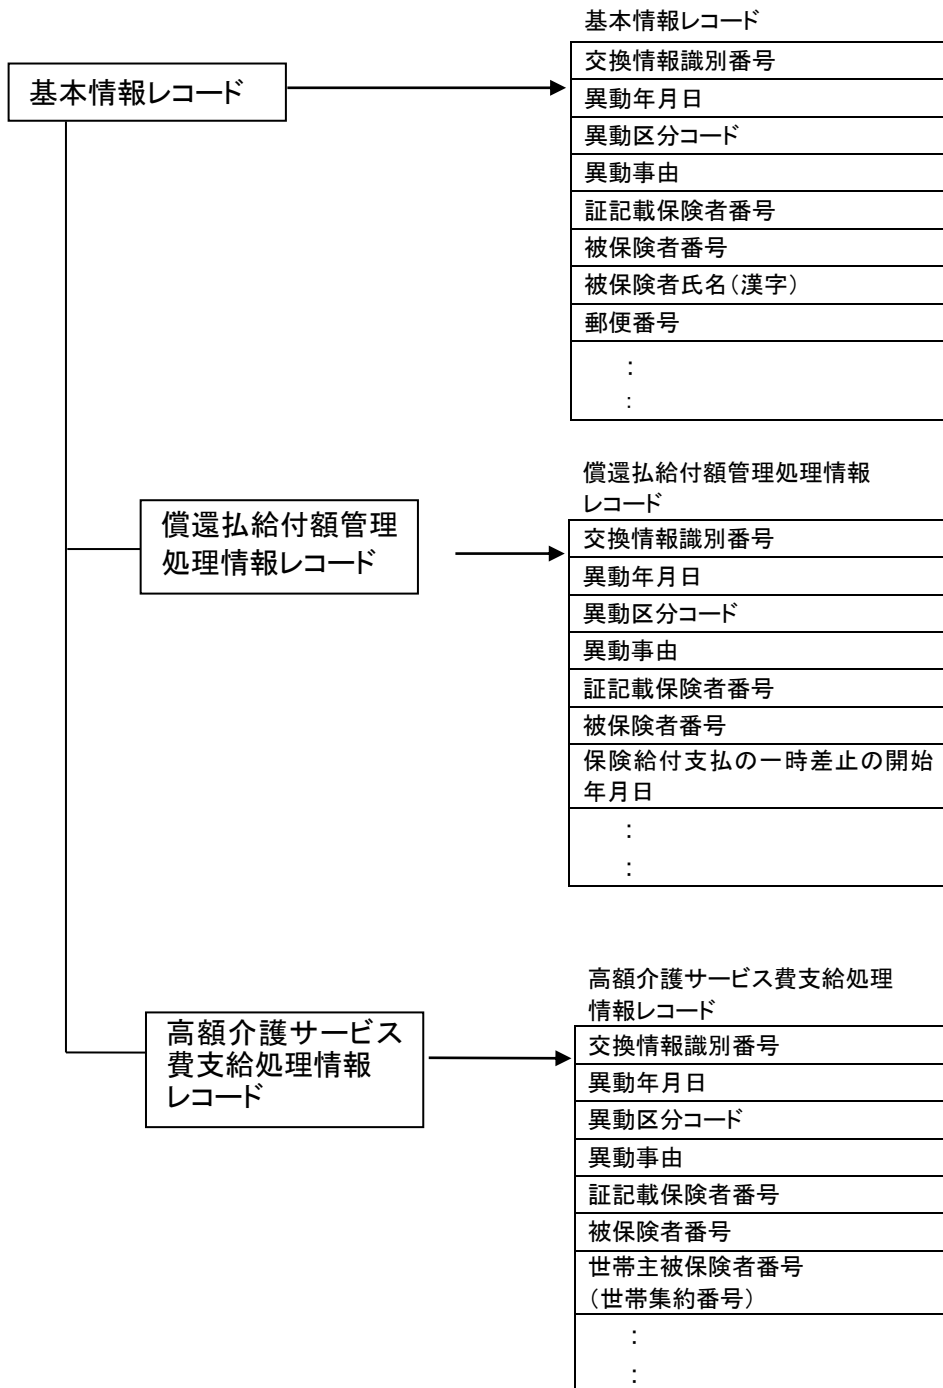 基本情報レコード
基本情報レコード
交換情報識別番号
異動年月日
異動区分コード
異動事由
証記載保険者番号
被保険者番号
被保険者氏名(漢字)
郵便番号
:
:
償還払給付額管理
処理情報レコード
償還払給付額管理処理情報
レコード
交換情報識別番号
異動年月日
異動区分コード
異動事由
証記載保険者番号
被保険者番号
保険給付支払の一時差止の開始
年月日
:
:
高額介護サービス
費支給処理情報
レコード
高額介護サービス費支給処理
情報レコード
交換情報識別番号
異動年月日
異動区分コード
異動事由
証記載保険者番号
被保険者番号
世帯主被保険者番号
(世帯集約番号)
:
: